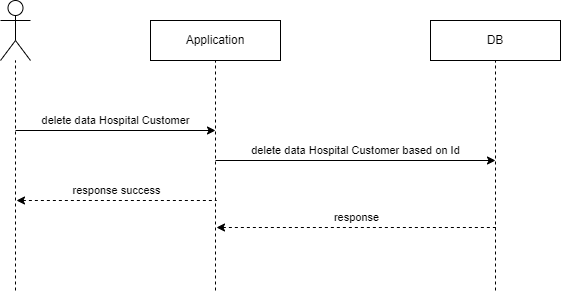 Application
DB
delete data Hospital Customer
delete data Hospital Customer based on Id
response success
response